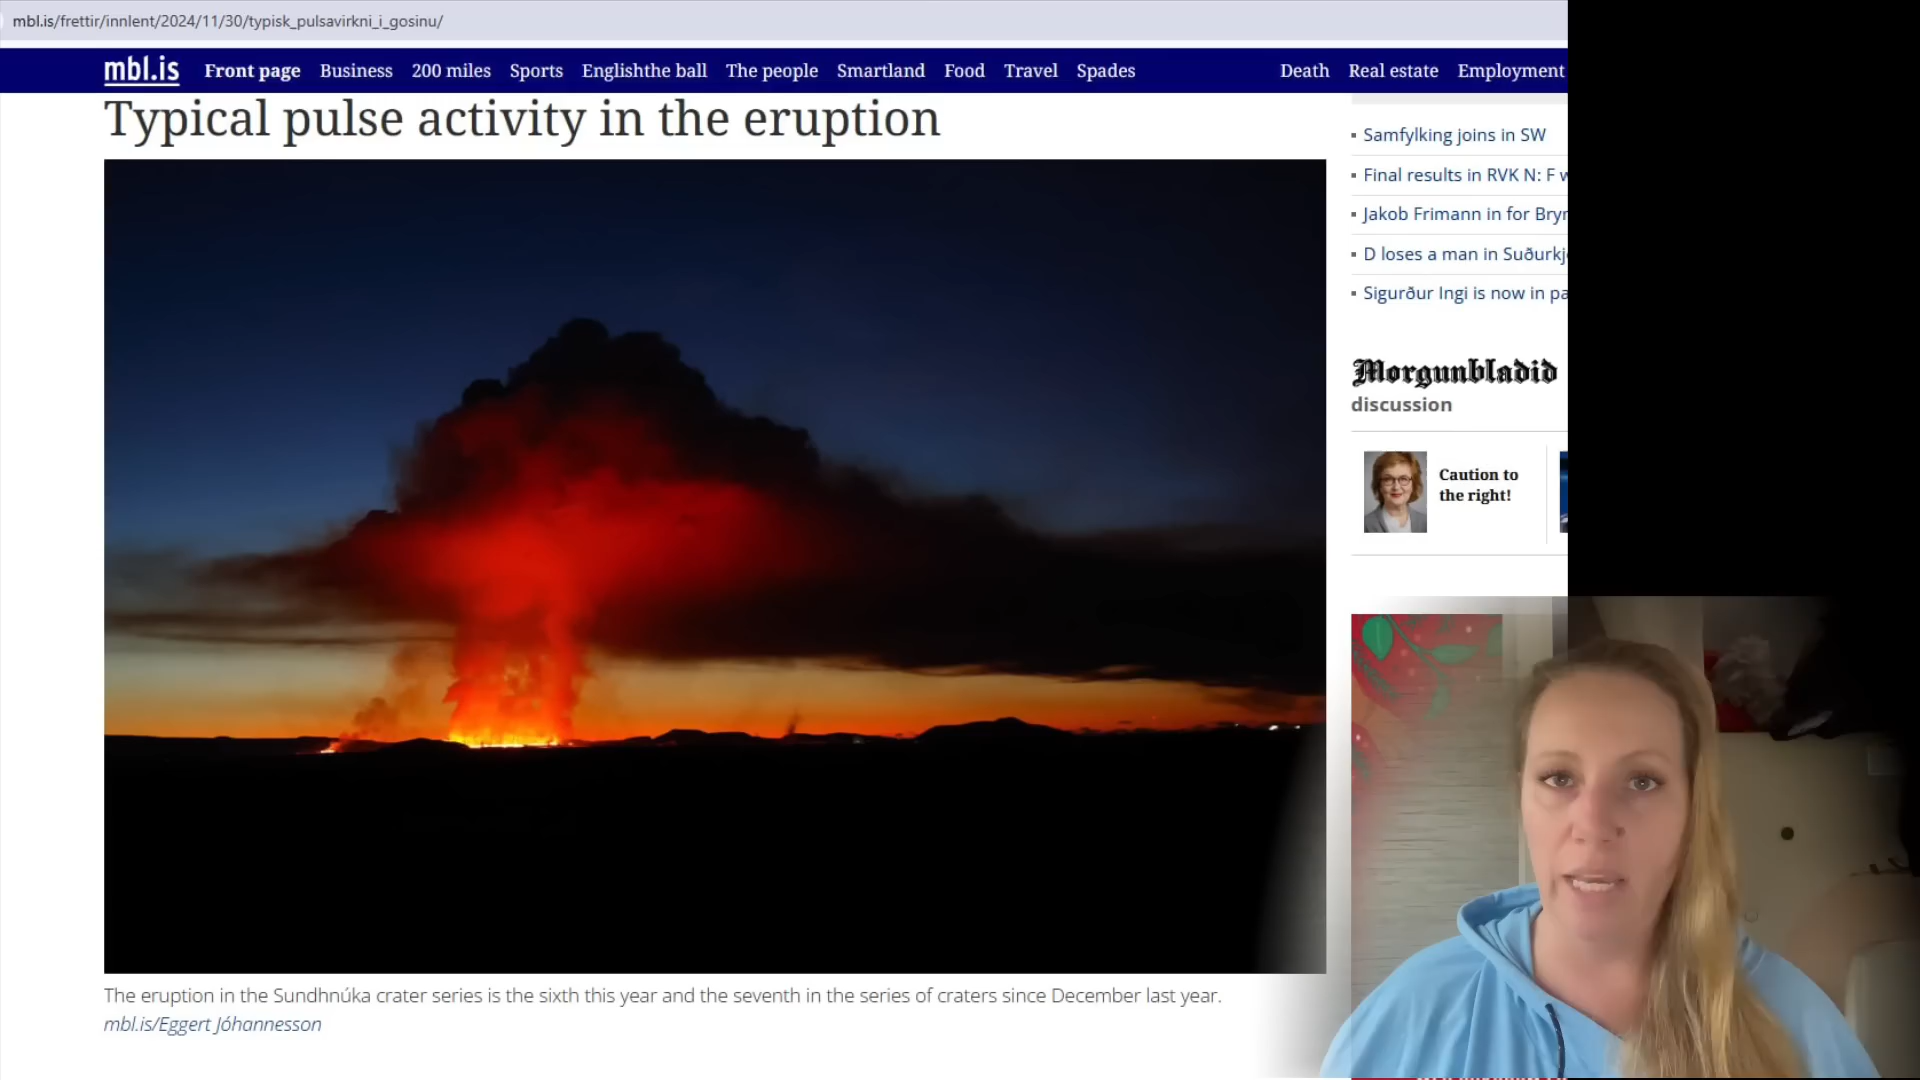 mbl.is/frettir/innlent/2024/11/30/typisk_pulsavirkni_i_gosinu/
mbl.is Front page Business 200 miles Sports Englishthe ball The people Smartland Food Travel Spades Death Real estate Employment
Typical pulse activity in the eruption
Samfylking joins in SW
Final results in RVK N: F
Jakob Frimann in for
D loses a man in
Sigurður Ingi is now in
Morgunbladid
discussion
Caution to
the right!
The eruption in the Sundhnúka crater series is the sixth this year and the seventh in the series of craters since December last year.
mbl.is/Eggert Jóhannesson